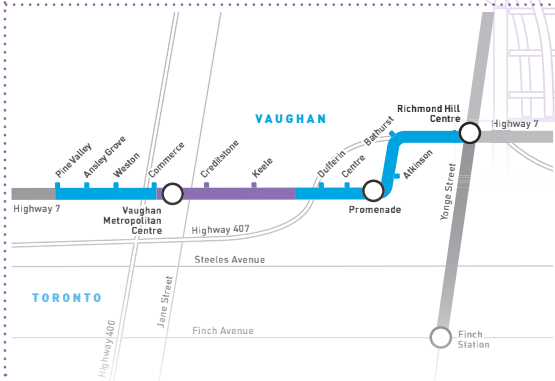 VAUGHAN
Richmond Hill
Centre
Highway 7
Bathurst
Pine Valley
Ansley Grove
Weston
Commerce
Creditstone
Keele
Dufferin
Centre
Atkinson
Highway 7
Vaughan
Metropolitan
Centre
Promenade
Yonge Street
Highway 407
Steeles Avenue
TORONTO
Jane Street
Highway 400
Finch Avenue
Finch
Station